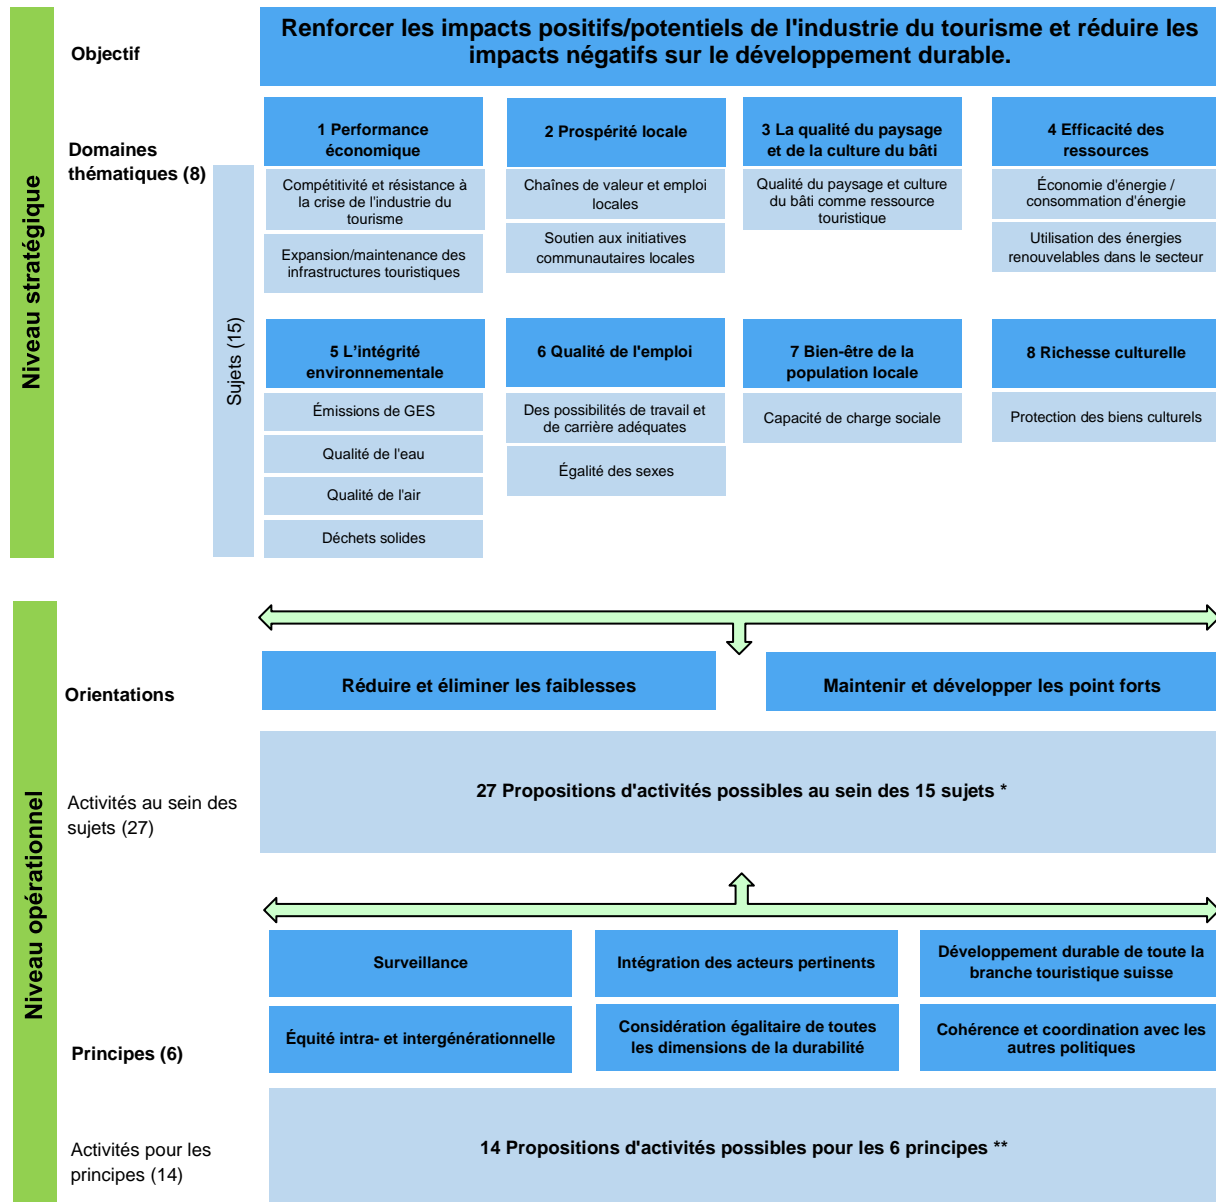 Niveau stratégique
Objectif
Renforcer les impacts positifs/potentiels de l'industrie du tourisme et réduire les
impacts négatifs sur le développement durable.
Domaines
thématiques (8)
Sujets (15)
1 Performance
économique
Compétitivité et résistance à
la crise de l'industrie du
tourisme
Expansion/maintenance des
infrastructures touristiques
2 Prospérité locale
Chaînes de valeur et emploi
locales
Soutien aux initiatives
communautaires locales
3 La qualité du paysage
et de la culture du bâti
Qualité du paysage et culture
du bâti comme ressource
touristique
4 Efficacité des
ressources
Économie d'énergie /
consommation d'énergie
Utilisation des énergies
renouvelables dans le secteur
5 L'intégrité
environnementale
Émissions de GES
Qualité de l'eau
Qualité de l'air
Déchets solides
6 Qualité de l'emploi
Des possibilités de travail et
de carrière adéquates
Égalité des sexes
7 Bien-être de la
population locale
Capacité de charge sociale
8 Richesse culturelle
Protection des biens culturels
Niveau opérationnel
Orientations
Réduire et éliminer les faiblesses
Maintenir et développer les point forts
Activités au sein des
sujets (27)
27 Propositions d'activités possibles au sein des 15 sujets *
Principes (6)
Surveillance
Intégration des acteurs pertinents
Développement durable de toute la
branche touristique suisse
Équité intra- et intergénérationnelle
Considération égalitaire de toutes
les dimensions de la durabilité
Cohérence et coordination avec les
autres politiques
Activités pour les
principes (14)
14 Propositions d'activités possibles pour les 6 principes **